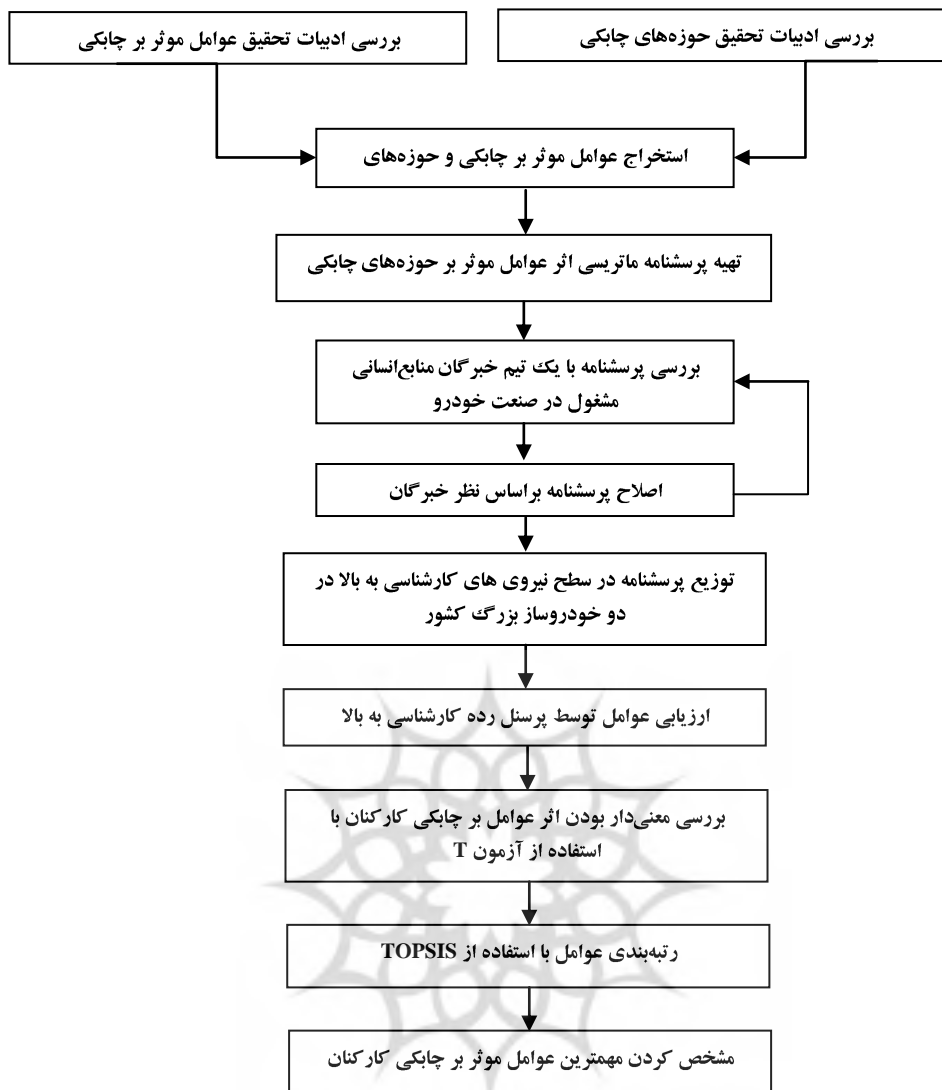 بررسی ادبیات تحقیق حوزه‌های چابکی
بررسی ادبیات تحقیق عوامل موثر بر چابکی
استخراج عوامل موثر بر چابکی و حوزه‌های
تهیه پرسشنامه ماتریسی اثر عوامل موثر بر حوزه‌های چابکی
بررسی پرسشنامه با یک تیم خبرگان منابع‌انسانی
مشغول در صنعت خودرو
اصلاح پرسشنامه براساس نظر خبرگان
توزیع پرسشنامه در سطح نیروی های کارشناسی به بالا در
دو خودروساز بزرگ کشور
ارزیابی عوامل توسط پرسنل رده کارشناسی به بالا
بررسی معنی‌دار بودن اثر عوامل بر چابکی کارکنان با
استفاده از آزمون T
رتبه‌بندی عوامل با استفاده از TOPSIS
مشخص کردن مهمترین عوامل موثر بر چابکی کارکنان